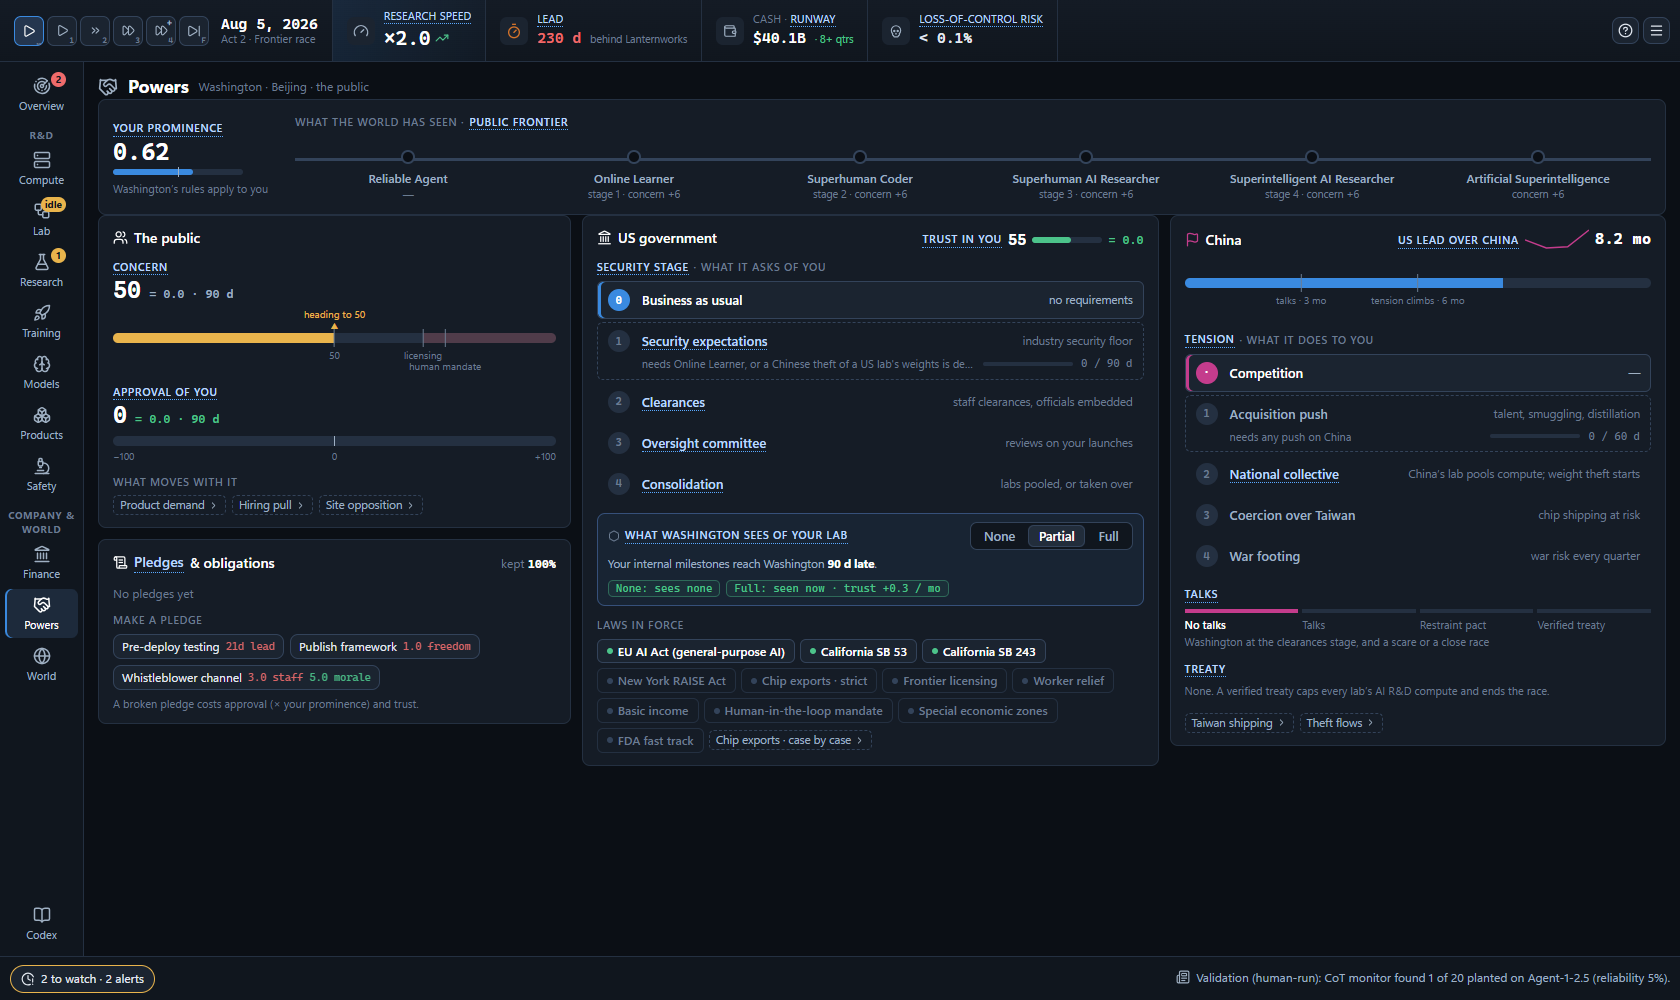 1
2
3
4
F
Aug 5, 2026
Act 2 · Frontier race
RESEARCH SPEED
×2.0
LEAD
230 d behind Lanternworks
CASH · RUNWAY
$40.1B · 8+ qtrs
LOSS-OF-CONTROL RISK
< 0.1%
Overview
2
R&D
Compute
idle
Lab
1
Research
Training
Models
Products
Safety
COMPANY &
WORLD
Finance
Powers
World
Codex
Powers Washington · Beijing · the public
YOUR PROMINENCE
0.62
Washington's rules apply to you
WHAT THE WORLD HAS SEEN · PUBLIC FRONTIER
Reliable Agent
—
Online Learner
stage 1 · concern +6
Superhuman Coder
stage 2 · concern +6
Superhuman AI Researcher
stage 3 · concern +6
Superintelligent AI Researcher
stage 4 · concern +6
Artificial Superintelligence
concern +6
The public
CONCERN
50 = 0.0 · 90 d
heading to 50
50
licensing
human mandate
APPROVAL OF YOU
0 = 0.0 · 90 d
−100 0 +100
WHAT MOVES WITH IT
Product demand ›
Hiring pull ›
Site opposition ›
Pledges & obligations kept 100%
No pledges yet
MAKE A PLEDGE
Pre-deploy testing 21d lead
Publish framework 1.0 freedom
Whistleblower channel 3.0 staff 5.0 morale
A broken pledge costs approval (× your prominence) and trust.
US government
TRUST IN YOU 55 = 0.0
SECURITY STAGE · WHAT IT ASKS OF YOU
0 Business as usual no requirements
1 Security expectations industry security floor
needs Online Learner, or a Chinese theft of a US lab's weights is de... 0 / 90 d
2 Clearances staff clearances, officials embedded
3 Oversight committee reviews on your launches
4 Consolidation labs pooled, or taken over
WHAT WASHINGTON SEES OF YOUR LAB
None Partial Full
Your internal milestones reach Washington 90 d late.
None: sees none
Full: seen now · trust +0.3 / mo
LAWS IN FORCE
EU AI Act (general-purpose AI)
California SB 53
California SB 243
New York RAISE Act
Chip exports · strict
Frontier licensing
Worker relief
Basic income
Human-in-the-loop mandate
Special economic zones
FDA fast track
Chip exports · case by case ›
China
US LEAD OVER CHINA 8.2 mo
talks · 3 mo
tension climbs · 6 mo
TENSION · WHAT IT DOES TO YOU
· Competition —
1 Acquisition push talent, smuggling, distillation
needs any push on China 0 / 60 d
2 National collective China's lab pools compute; weight theft starts
3 Coercion over Taiwan chip shipping at risk
4 War footing war risk every quarter
TALKS
No talks
Talks
Restraint pact
Verified treaty
Washington at the clearances stage, and a scare or a close race
TREATY
None. A verified treaty caps every lab's AI R&D compute and ends the race.
Taiwan shipping ›
Theft flows ›
2 to watch · 2 alerts
Validation (human-run): CoT monitor found 1 of 20 planted on Agent-1-2.5 (reliability 5%).